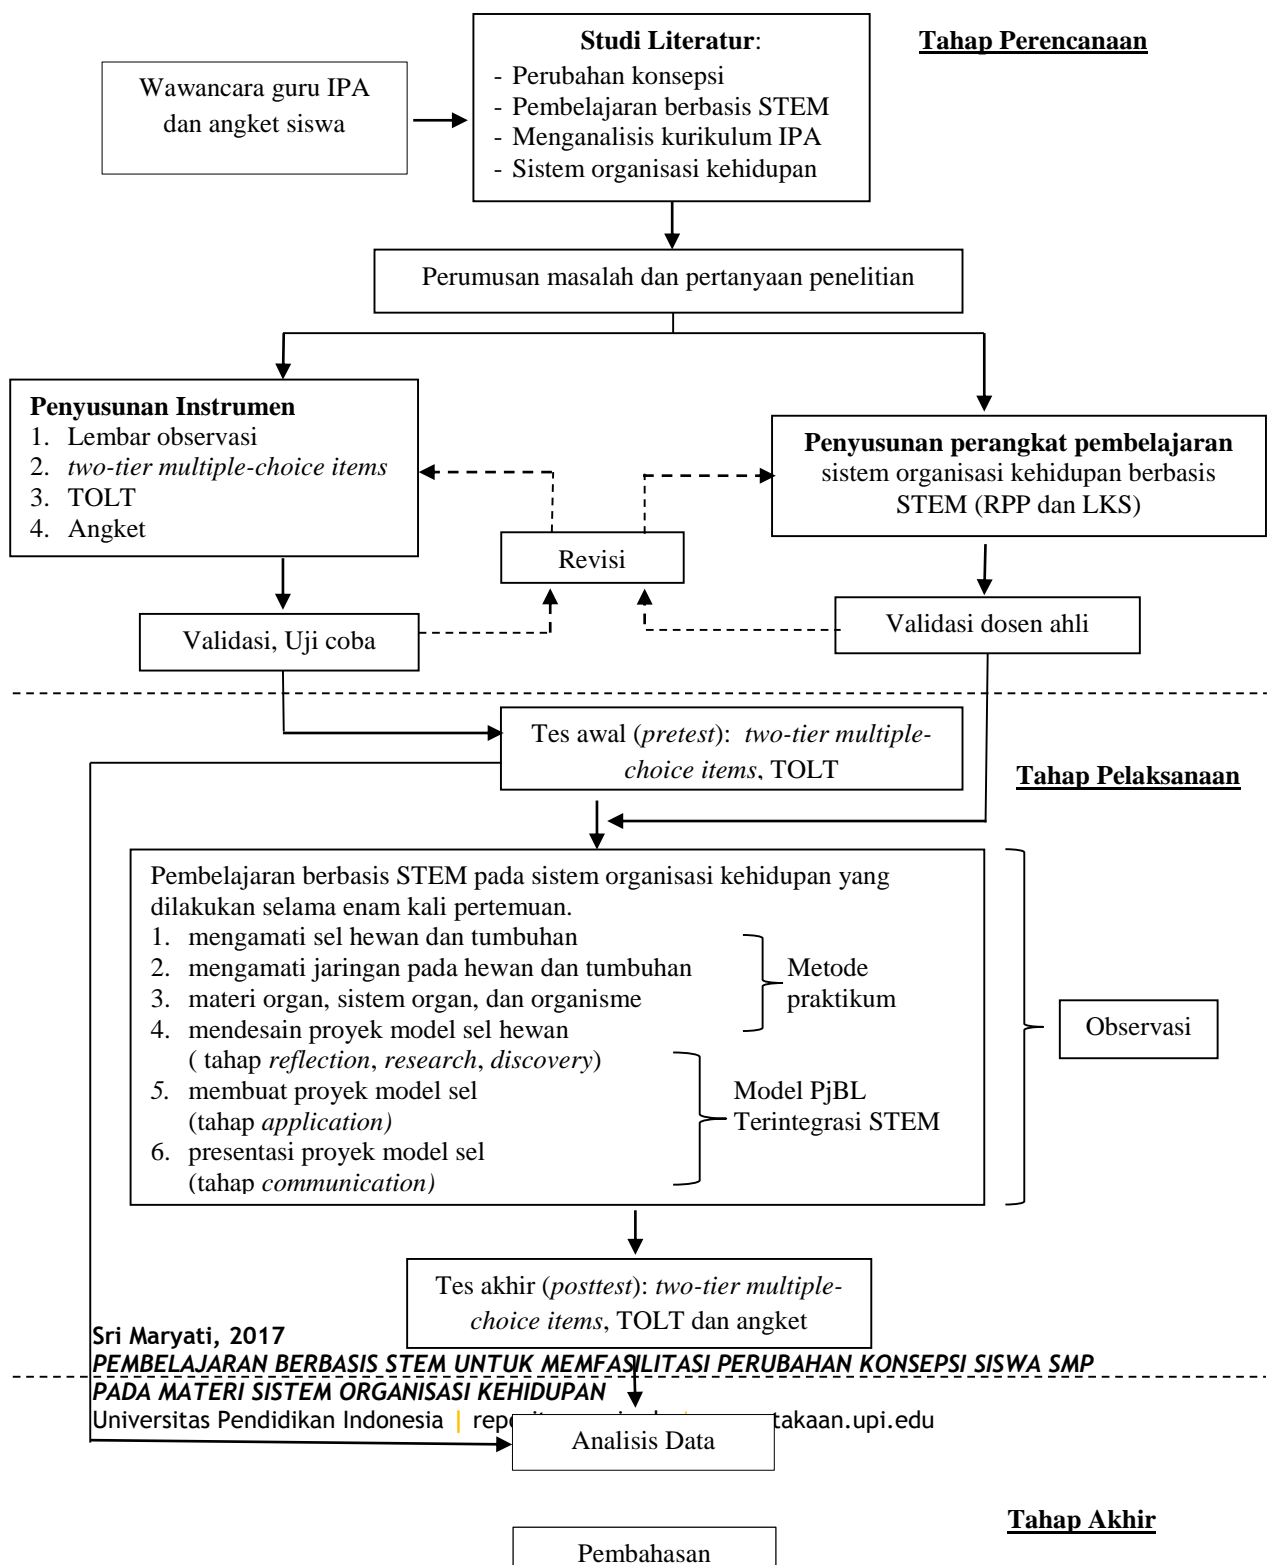 Studi Literatur:
- Perubahan konsepsi
- Pembelajaran berbasis STEM
- Menganalisis kurikulum IPA
- Sistem organisasi kehidupan
Tahap Perencanaan
Wawancara guru IPA
dan angket siswa
Perumusan masalah dan pertanyaan penelitian
Penyusunan Instrumen
1. Lembar observasi
2. two-tier multiple-choice items
3. TOLT
4. Angket
Penyusunan perangkat pembelajaran
sistem organisasi kehidupan berbasis
STEM (RPP dan LKS)
Revisi
Validasi, Uji coba
Validasi dosen ahli
Tes awal (pretest): two-tier multiple-
choice items, TOLT
Tahap Pelaksanaan
Pembelajaran berbasis STEM pada sistem organisasi kehidupan yang
dilakukan selama enam kali pertemuan.
1. mengamati sel hewan dan tumbuhan
2. mengamati jaringan pada hewan dan tumbuhan
3. materi organ, sistem organ, dan organisme
4. mendesain proyek model sel hewan
( tahap reflection, research, discovery)
5. membuat proyek model sel
(tahap application)
6. presentasi proyek model sel
(tahap communication)
Metode
praktikum
Model PjBL
Terintegrasi STEM
Observasi
Tes akhir (posttest): two-tier multiple-
choice items, TOLT dan angket
Sri Maryati, 2017
PEMBELAJARAN BERBASIS STEM UNTUK MEMFASILITASI PERUBAHAN KONSEPSI SISWA SMP
PADA MATERI SISTEM ORGANISASI KEHIDUPAN
Universitas Pendidikan Indonesia | takaan.upi.edu
Analisis Data
Tahap Akhir
Pembahasan